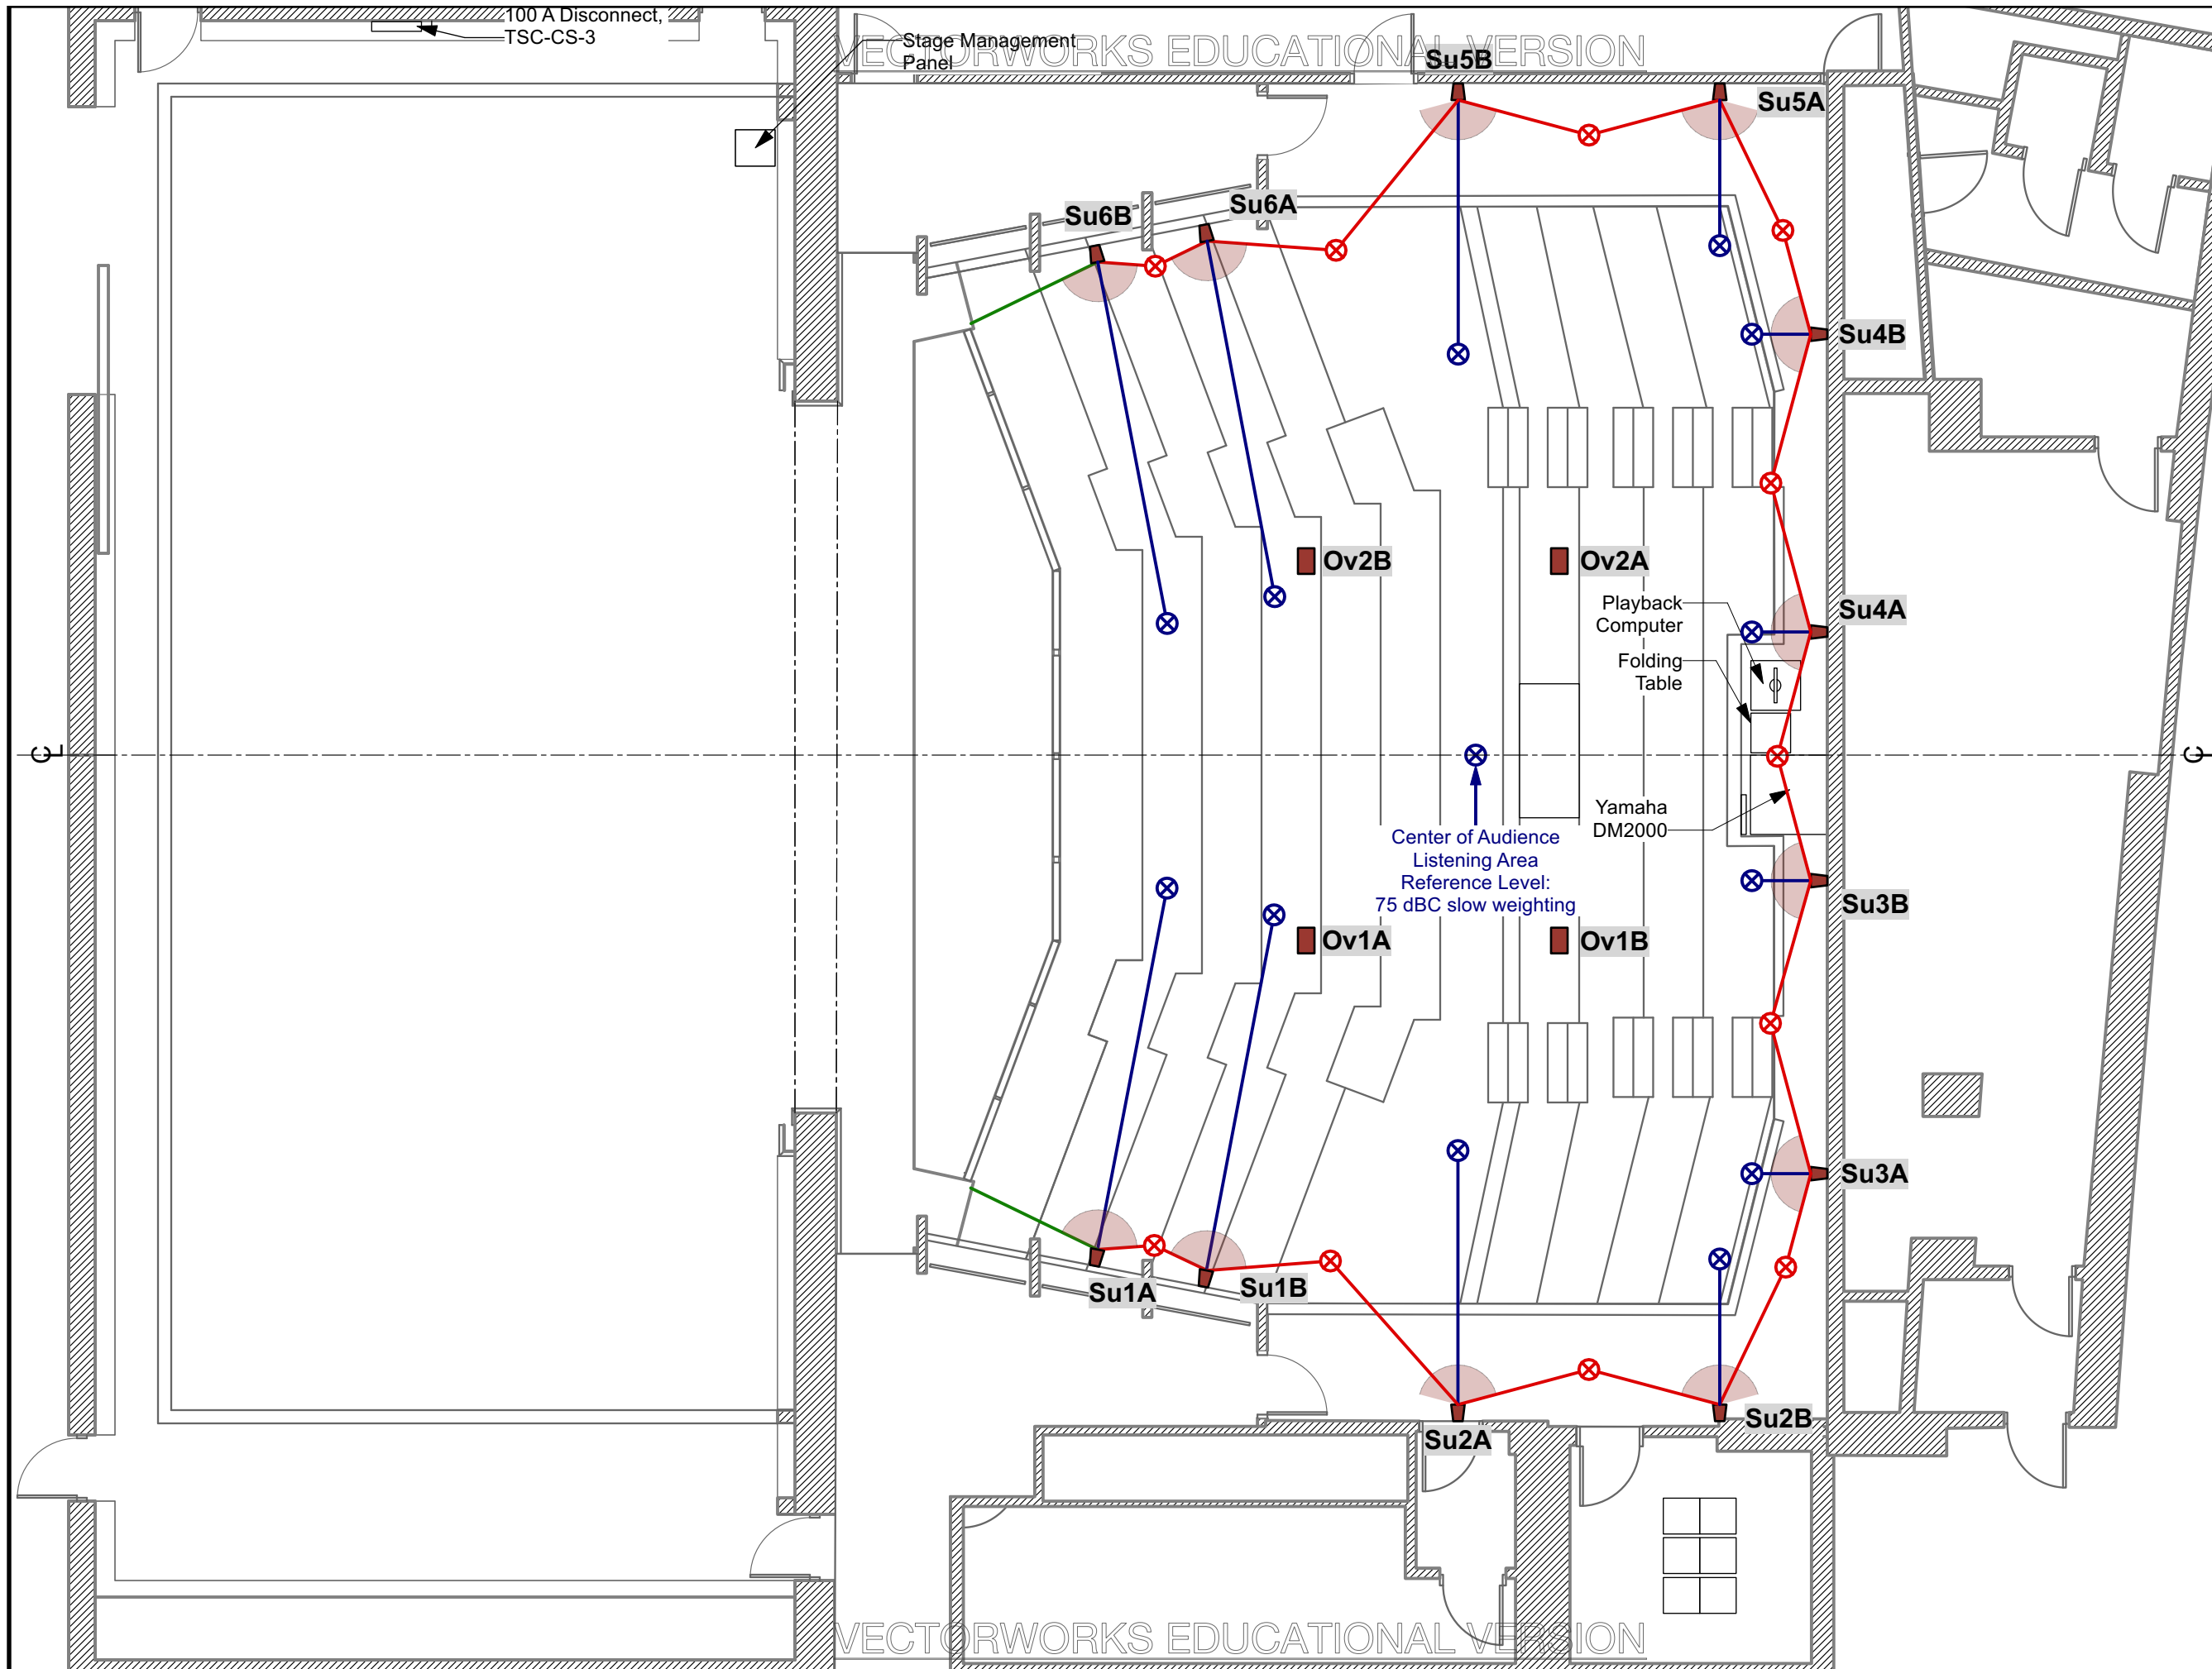 100 A Disconnect,
TSC-CS-3
Stage Management
Panel
VECTORWORKS EDUCATIONAL VERSION
Su5B
Su5A
Su6B
Su6A
Su4B
Ov2B
Ov2A
Playback
Computer
Su4A
Folding
Table
CL
C
Yamaha
DM2000
Center of Audience
Listening Area
Reference Level:
75 dBC slow weighting
Su3B
Ov1A
Ov1B
Su3A
Su1A
Su1B
Su2A
Su2B
VECTORWORKS EDUCATIONAL VERSION